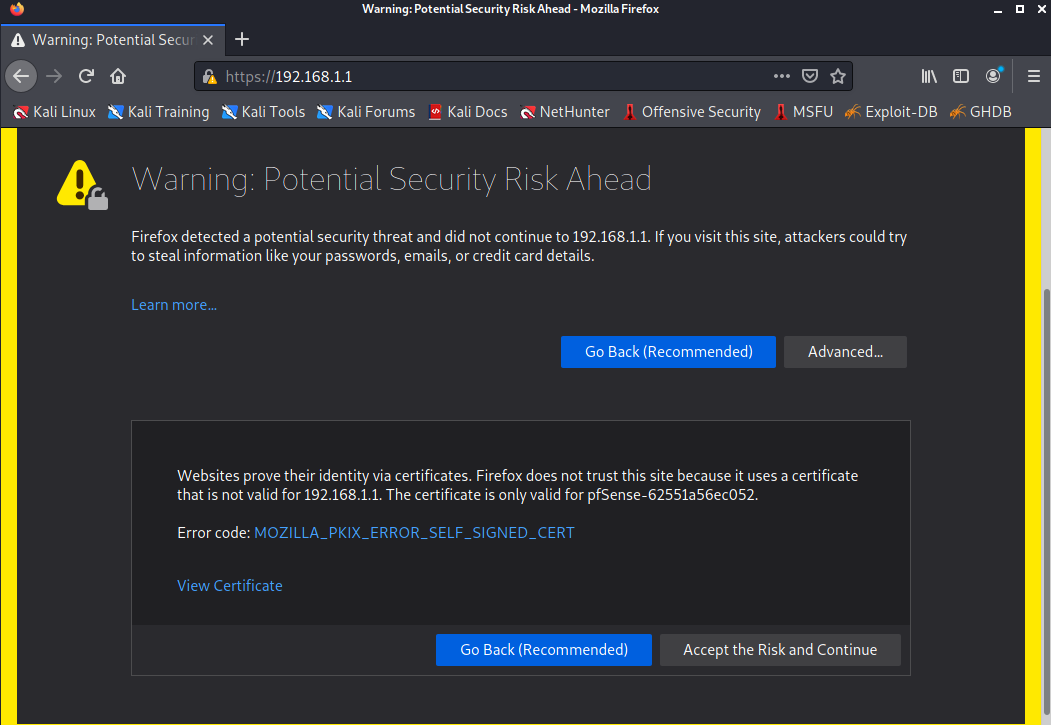 Warning: Potential Security Risk Ahead - Mozilla Firefox
Warning: Potential Secur
https://192.168.1.1
Kali Linux Kali Training Kali Tools Kali Forums Kali Docs NetHunter Offensive Security MSFU Exploit-DB GHDB
Warning: Potential Security Risk Ahead
Firefox detected a potential security threat and did not continue to 192.168.1.1. If you visit this site, attackers could try
to steal information like your passwords, emails, or credit card details.
Learn more...
Go Back (Recommended) Advanced...
Websites prove their identity via certificates. Firefox does not trust this site because it uses a certificate
that is not valid for 192.168.1.1. The certificate is only valid for pfSense-62551a56ec052.
Error code: MOZILLA_PKIX_ERROR_SELF_SIGNED_CERT
View Certificate
Go Back (Recommended) Accept the Risk and Continue